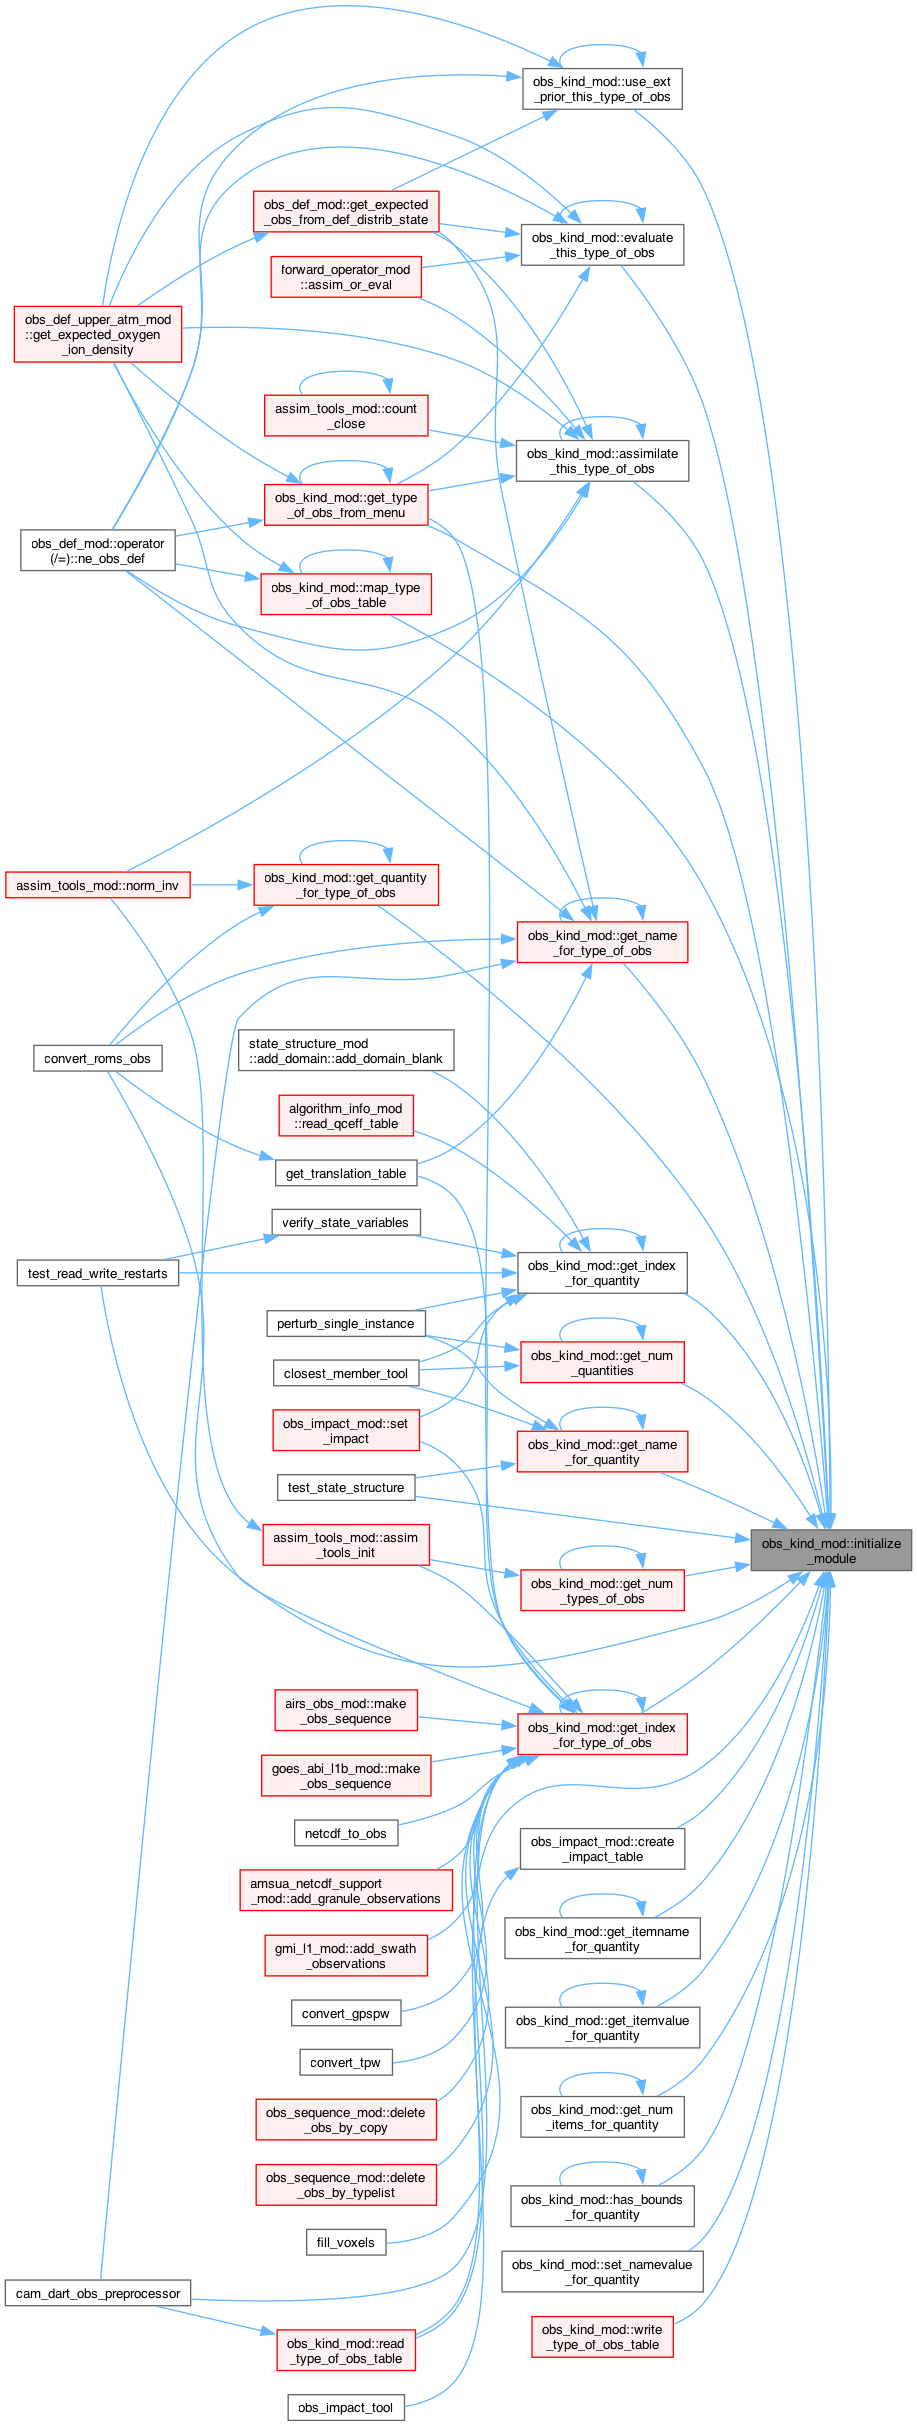 obs_kind_mod::use_ext
_prior_this_type_of_obs
obs_def_mod::get_expected
_obs_from_def_distrib_state
obs_kind_mod::evaluate
_this_type_of_obs
forward_operator_mod
::assim_or_eval
obs_def_upper_atm_mod
::get_expected_oxygen
_ion_density
assim_tools_mod::count
_close
obs_kind_mod::assimilate
_this_type_of_obs
obs_kind_mod::get_type
_of_obs_from_menu
obs_def_mod::operator
(/=)::ne_obs_def
obs_kind_mod::map_type
_of_obs_table
assim_tools_mod::norm_inv
obs_kind_mod::get_quantity
_for_type_of_obs
obs_kind_mod::get_name
_for_type_of_obs
convert_roms_obs
state_structure_mod
::add_domain::add_domain_blank
algorithm_info_mod
::read_qceff_table
get_translation_table
verify_state_variables
test_read_write_restarts
obs_kind_mod::get_index
_for_quantity
perturb_single_instance
obs_kind_mod::get_num
_quantities
closest_member_tool
obs_impact_mod::set
_impact
obs_kind_mod::get_name
_for_quantity
test_state_structure
obs_kind_mod::initialize
_module
assim_tools_mod::assim
_tools_init
obs_kind_mod::get_num
_types_of_obs
airs_obs_mod::make
_obs_sequence
obs_kind_mod::get_index
_for_type_of_obs
goes_abi_l1b_mod::make
_obs_sequence
netcdf_to_obs
obs_impact_mod::create
_impact_table
amsua_netcdf_support
_mod::add_granule_observations
obs_kind_mod::get_itemname
_for_quantity
gmi_l1_mod::add_swath
_observations
convert_gpspw
obs_kind_mod::get_itemvalue
_for_quantity
convert_tpw
obs_sequence_mod::delete
_obs_by_copy
obs_kind_mod::get_num
_items_for_quantity
obs_sequence_mod::delete
_obs_by_typelist
obs_kind_mod::has_bounds
_for_quantity
fill_voxels
obs_kind_mod::set_namevalue
_for_quantity
cam_dart_obs_preprocessor
obs_kind_mod::read
_type_of_obs_table
obs_kind_mod::write
_type_of_obs_table
obs_impact_tool